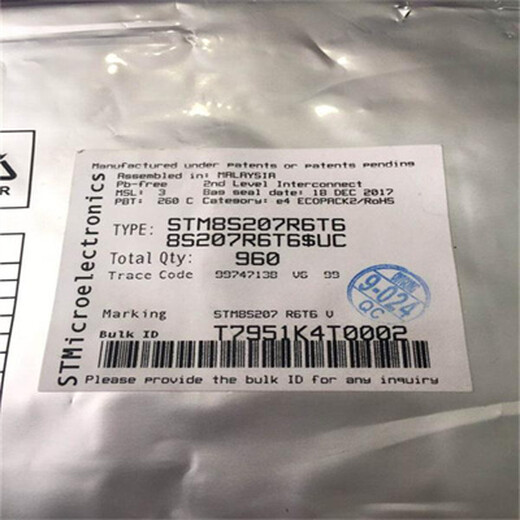 Manufactured under patents or patents pending
Assembled in: MALAYSIA
Pb-free 2nd Level Interconnect
MSL: 3 Bag seal date: 18 DEC 2017
PBT: 260 C Category: e4 ECOPACK2/RoHS
TYPE: STM8S207R6T6
8S207R6T6$UC
Total Qty: 960
Trace Code 99747138 VG 99
Marking STM8S207 R6T6 V
Bulk ID T7951K4T0002
Please provide the bulk ID for any inquiry
STMicroelectronics
9-024
QC